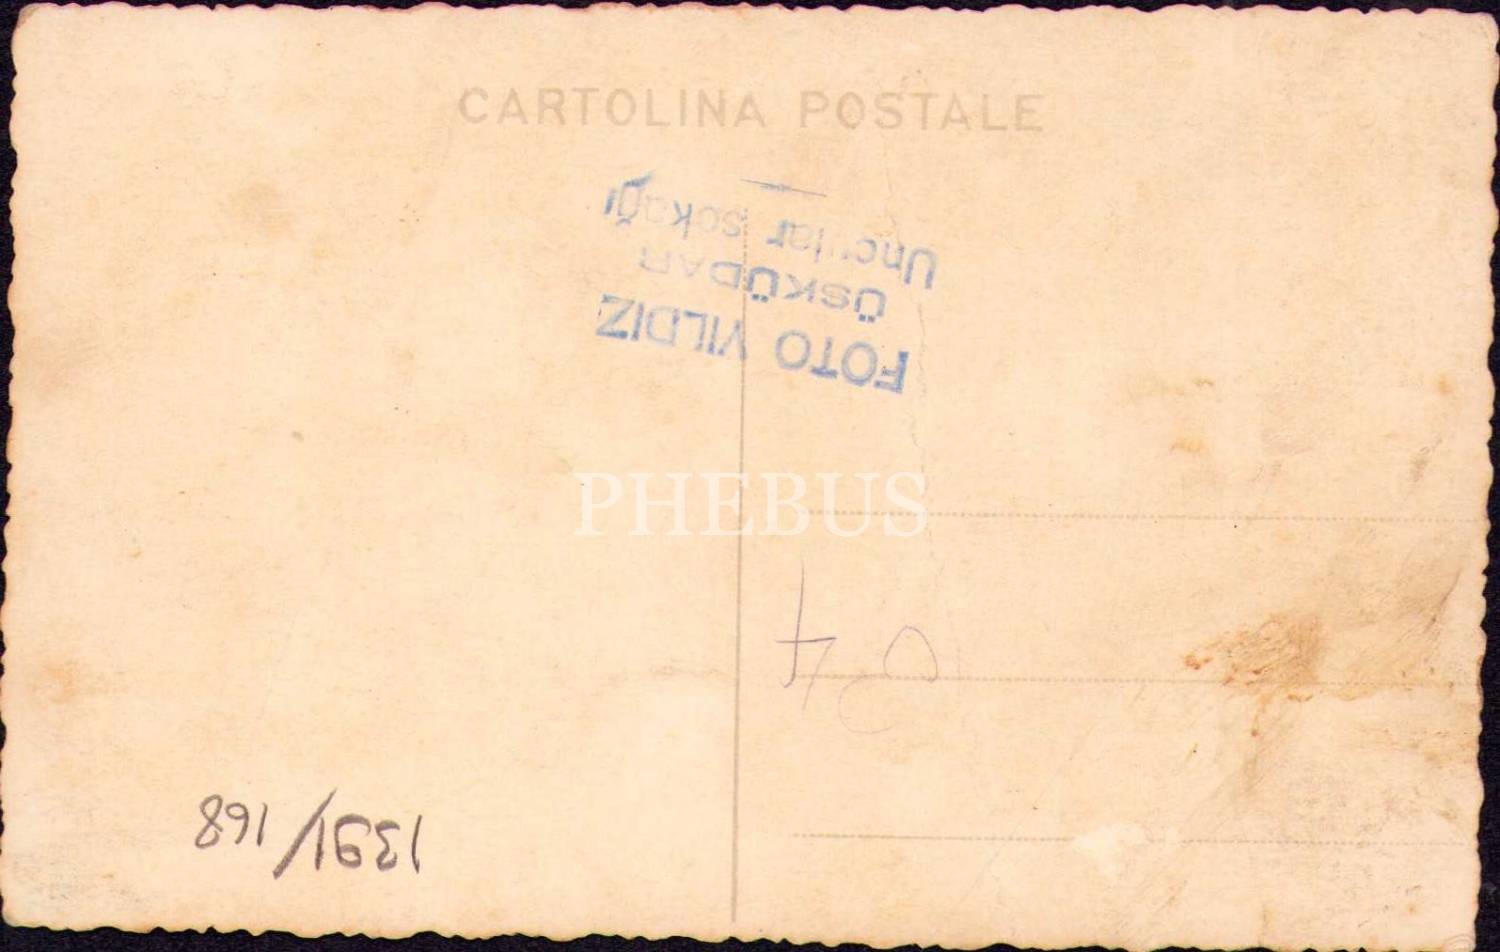 CARTOLINA POSTALE
FOTO YILDIZ
ÜSKÜDAR
Uncular sokağı
PHEBUS
1391/168